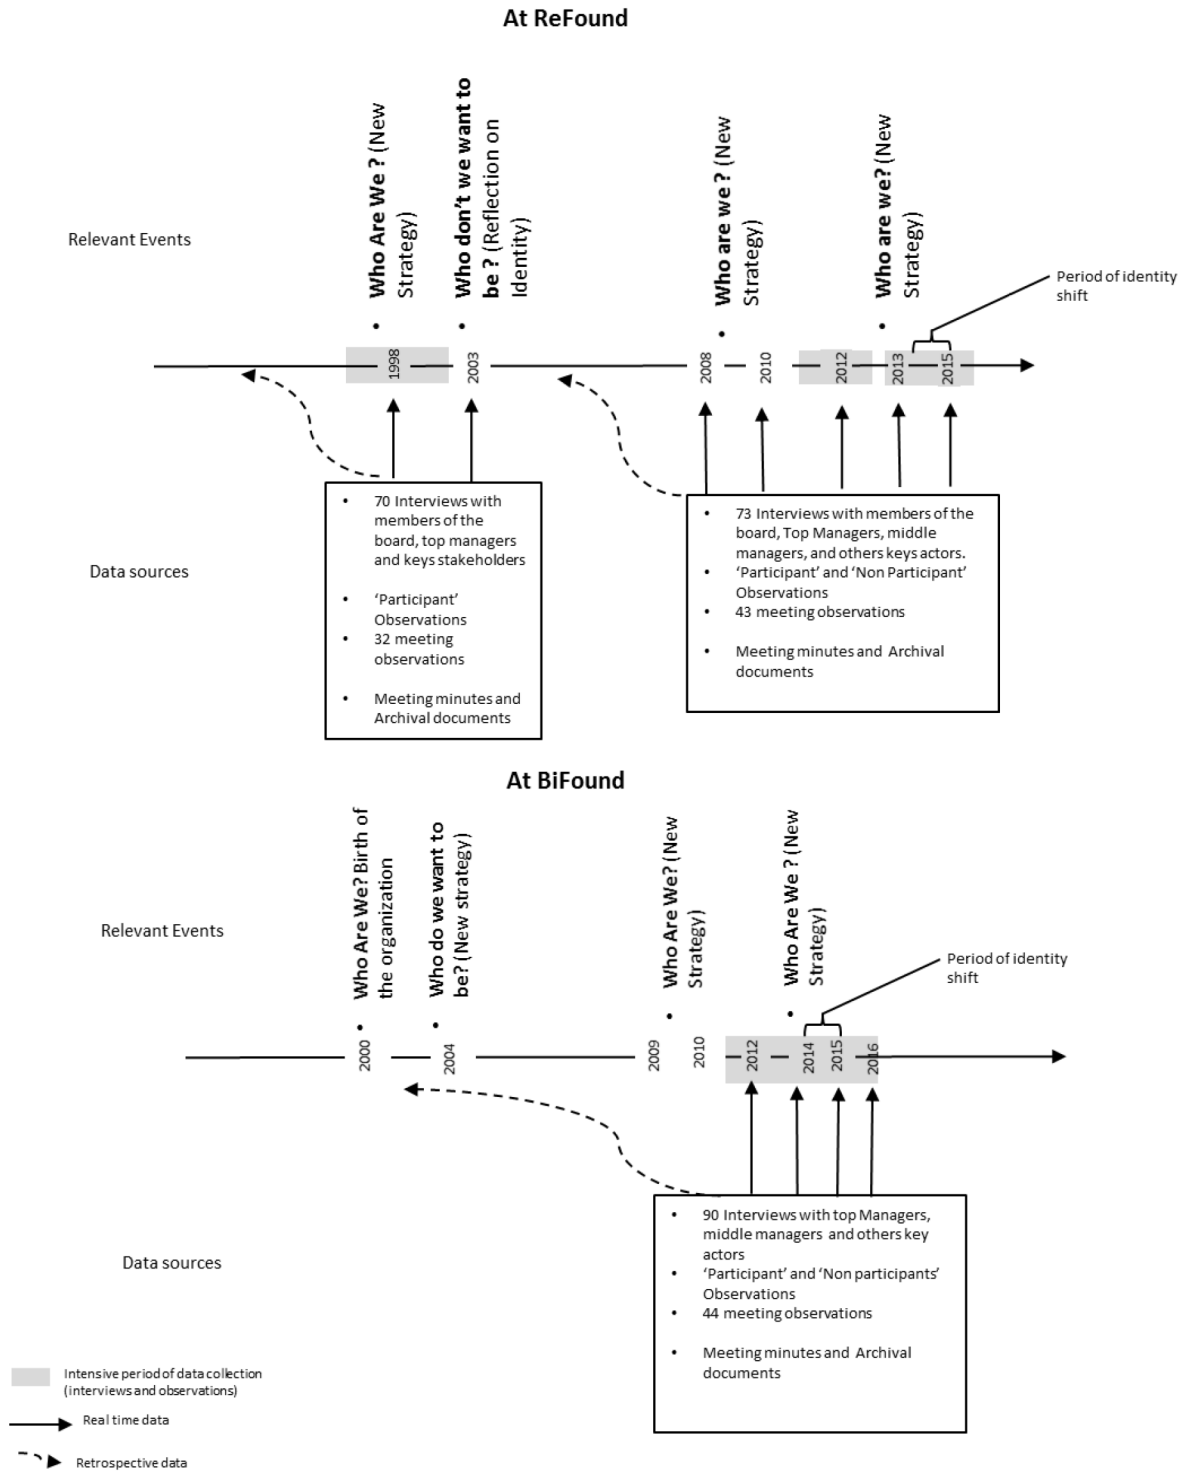 At ReFound
Who Are We ? (New
Strategy)
Who don't we want to
be ? (Reflection on
Identity)
Who are we ? (New
Strategy)
Who are we? (New
Strategy)
Relevant Events
Period of identity
shift
1998
2003
2008
2010
2012
2013
2015
• 70 Interviews with
members of the
board, top managers
and keys stakeholders
• ‘Participant’
Observations
• 32 meeting
observations
• Meeting minutes and
Archival documents
• 73 Interviews with members of the
board, Top Managers, middle
managers, and others keys actors.
• ‘Participant’ and ‘Non Participant’
Observations
• 43 meeting observations
• Meeting minutes and Archival
documents
Data sources
At BiFound
Who Are We? Birth of
the organization
Who do we want to
be? (New strategy)
Who Are We? (New
Strategy)
Who Are We ? (New
Strategy)
Relevant Events
Period of identity
shift
2000
2004
2009
2010
2012
2014
2015
2016
• 90 Interviews with top Managers,
middle managers and others key
actors
• ‘Participant’ and ‘Non participants’
Observations
• 44 meeting observations
• Meeting minutes and Archival
documents
Data sources
Intensive period of data collection
(interviews and observations)
Real time data
Retrospective data